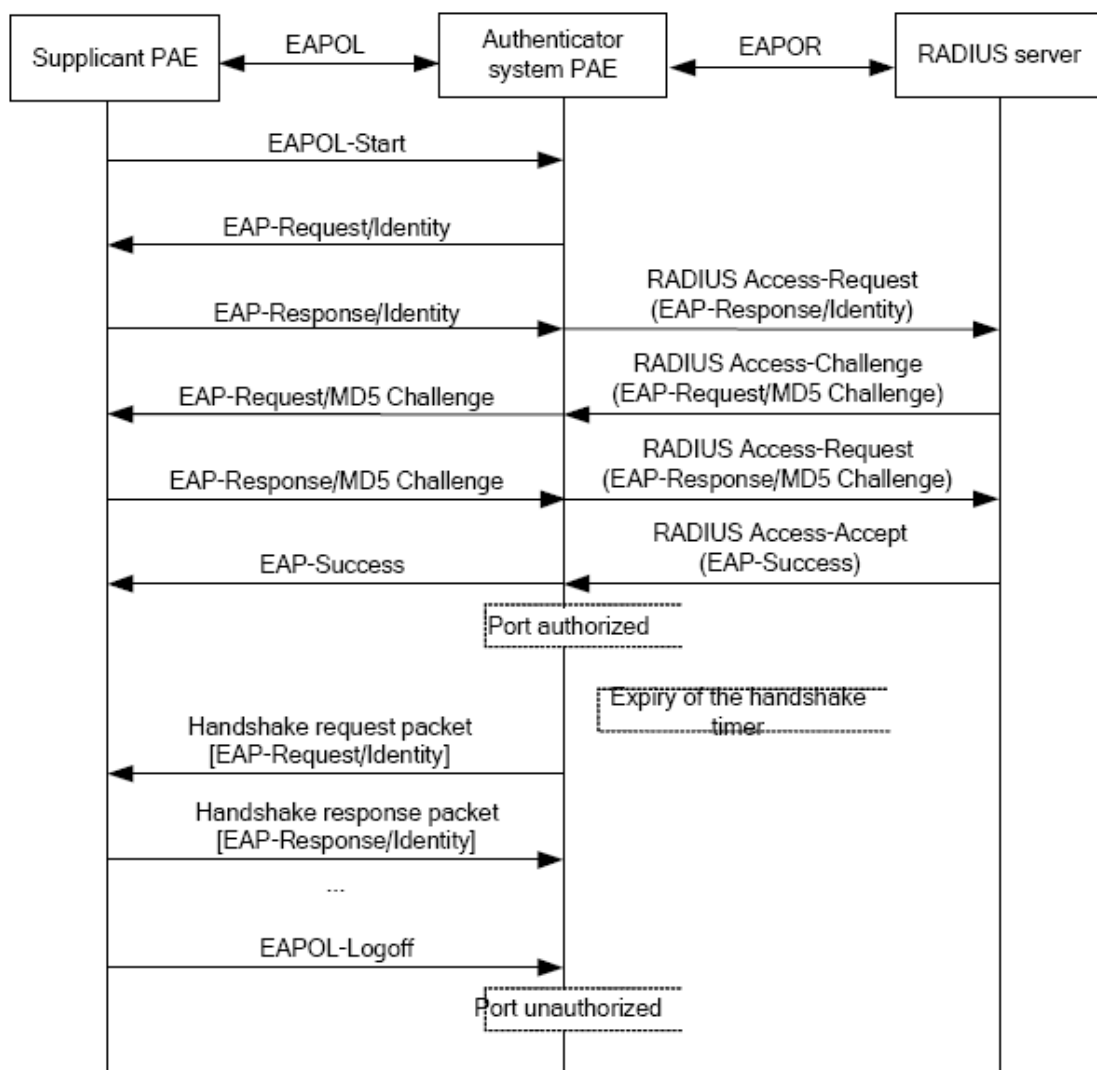 Supplicant PAE
EAPOL
Authenticator
system PAE
EAPOR
RADIUS server
EAPOL-Start
EAP-Request/Identity
EAP-Response/Identity
RADIUS Access-Request
(EAP-Response/Identity)
EAP-Request/MD5 Challenge
RADIUS Access-Challenge
(EAP-Request/MD5 Challenge)
EAP-Response/MD5 Challenge
RADIUS Access-Request
(EAP-Response/MD5 Challenge)
EAP-Success
RADIUS Access-Accept
(EAP-Success)
Port authorized
Expiry of the handshake
timer
Handshake request packet
[EAP-Request/Identity]
Handshake response packet
[EAP-Response/Identity]
...
EAPOL-Logoff
Port unauthorized